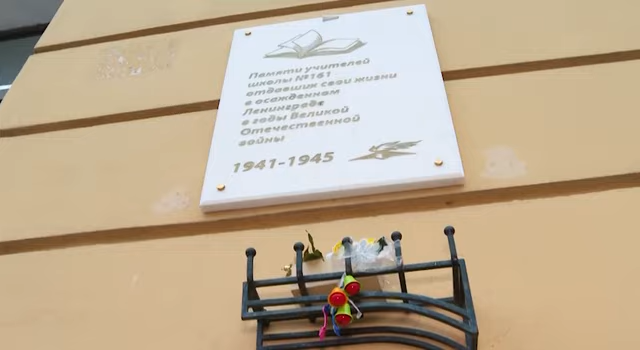 Памяти учителей
школы №161
отдавших свои жизни
в осажденном
Ленинграде
в годы Великой
Отечественной
войны
1941-1945